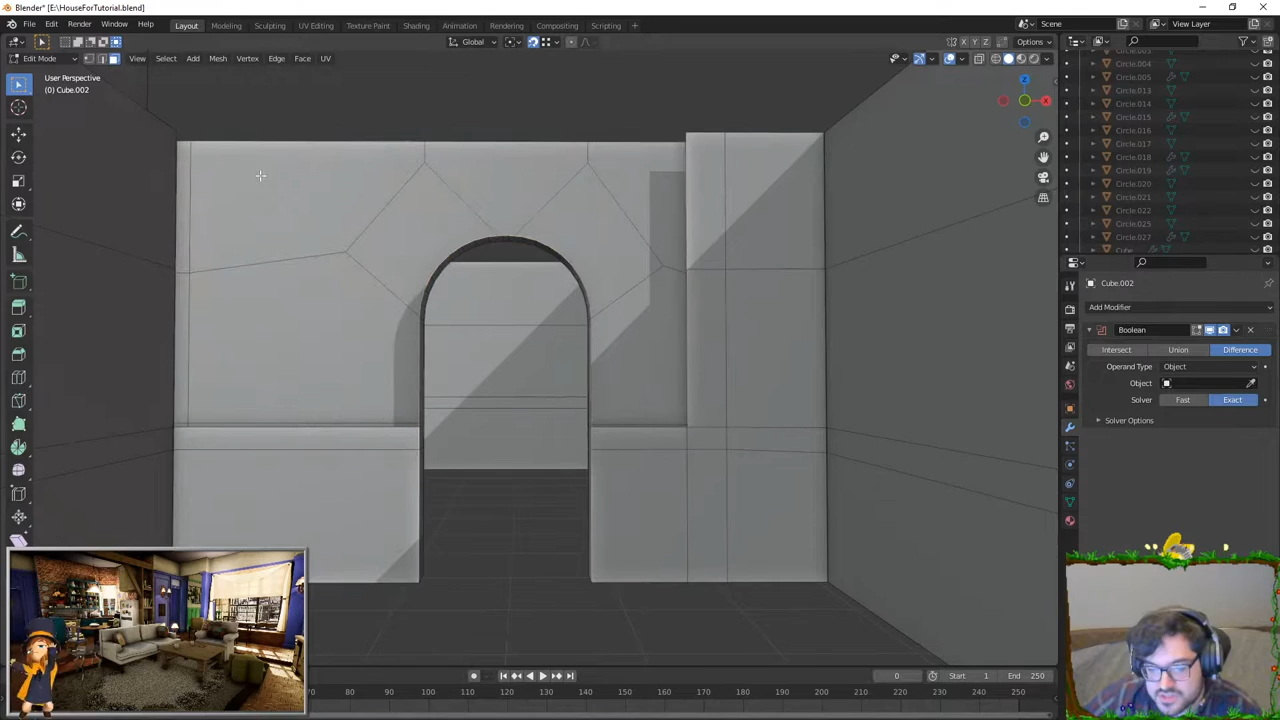 Blender* [E:\HouseForTutorial.blend]
File Edit Render Window Help Layout Modeling Sculpting UV Editing Texture Paint Shading Animation Rendering Compositing Scripting Scene View Layer
Global Options
Edit Mode View Select Add Mesh Vertex Edge Face UV
User Perspective
(0) Cube.002
X Y Z
Z
X
Circle.003
Circle.004
Circle.005
Circle.013
Circle.014
Circle.015
Circle.016
Circle.017
Circle.018
Circle.019
Circle.020
Circle.021
Circle.022
Circle.025
Circle.027
Cube
Cube.002
Add Modifier
Boolean
Intersect Union Difference
Operand Type Object
Object
Solver Fast Exact
Solver Options
0 Start 1 End 250
70 80 90 100 110 120 130 140 150 160 170 180 190 200 210 220 230 240 250